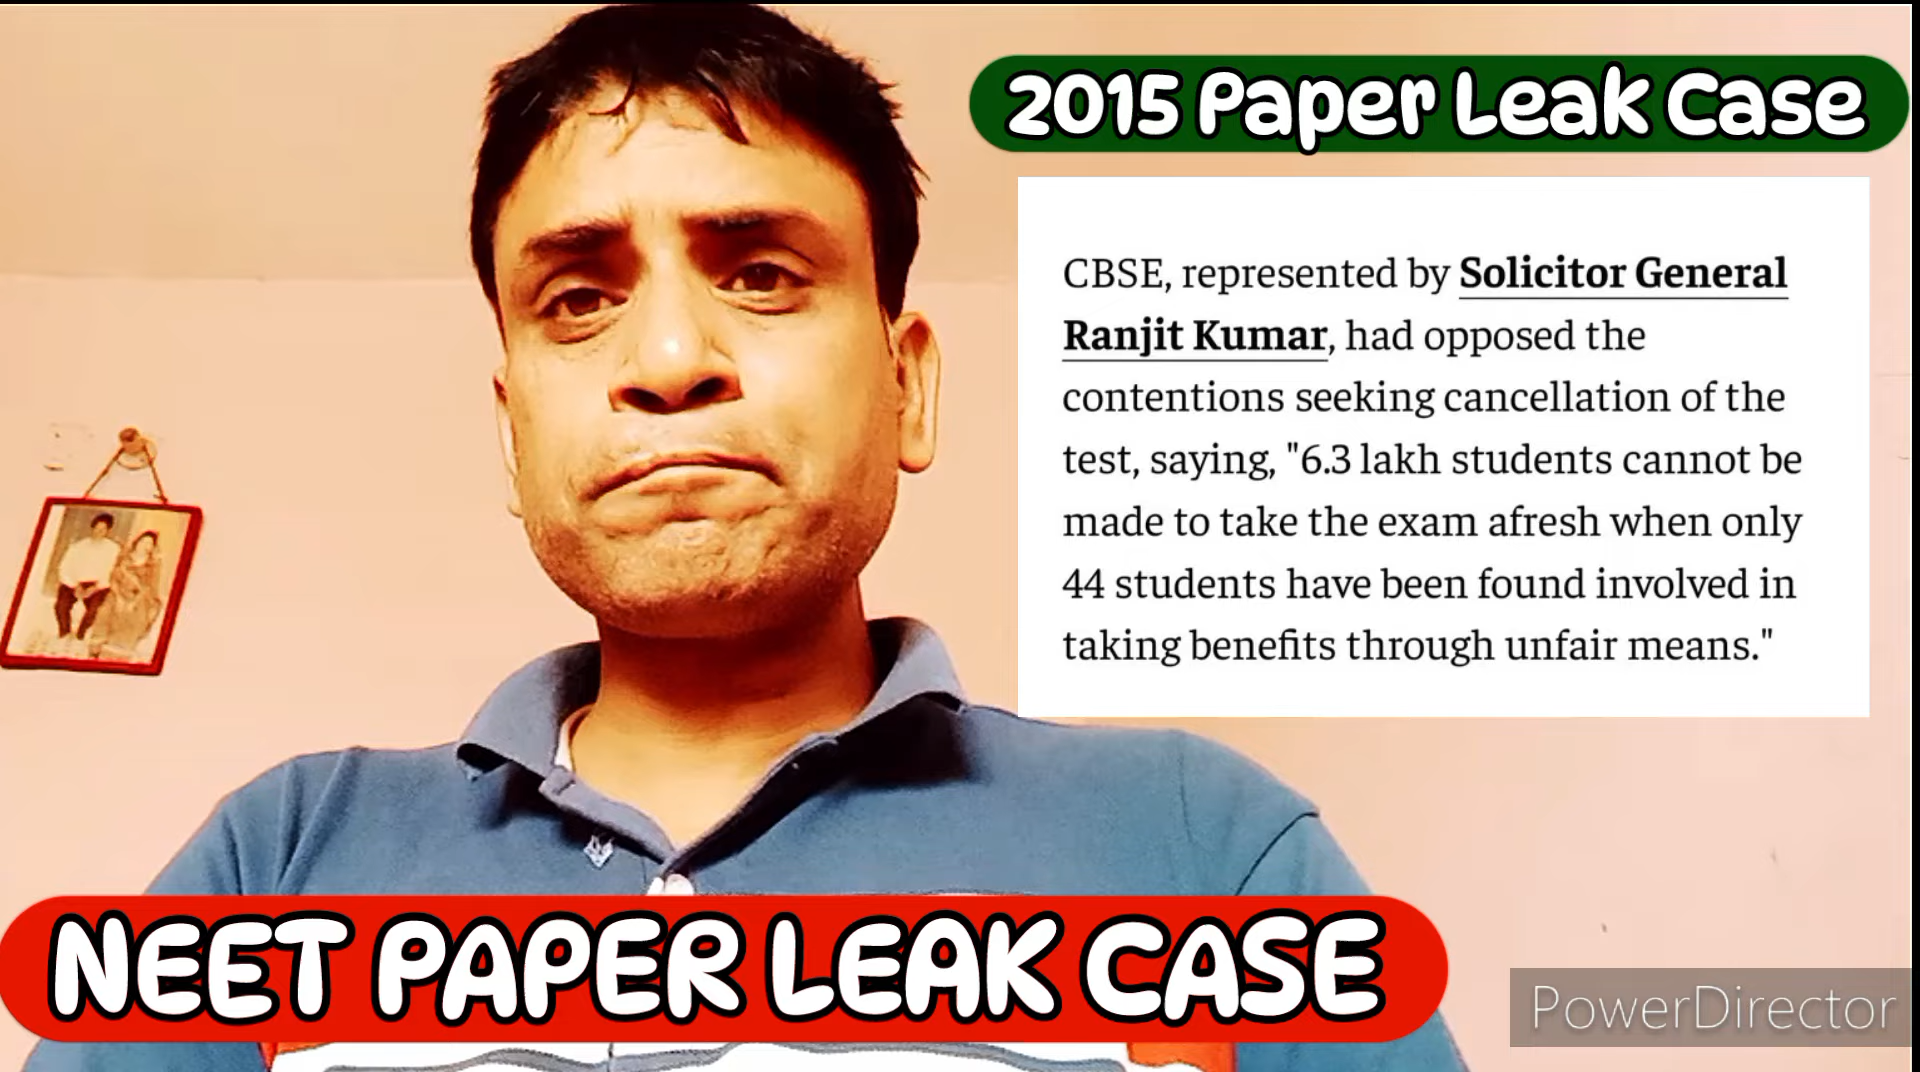 2015 Paper Leak Case
CBSE, represented by Solicitor General
Ranjit Kumar, had opposed the
contentions seeking cancellation of the
test, saying, "6.3 lakh students cannot be
made to take the exam afresh when only
44 students have been found involved in
taking benefits through unfair means."
NEET PAPER LEAK CASE
PowerDirector